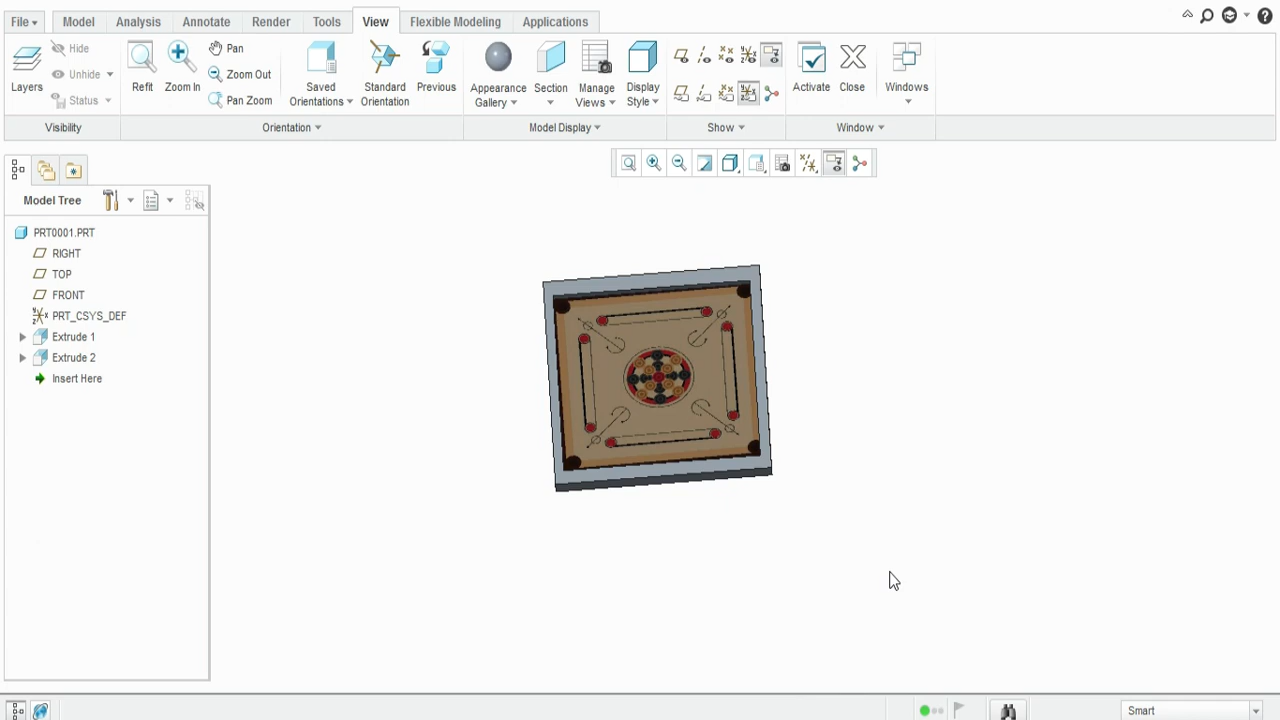 File Model Analysis Annotate Render Tools View Flexible Modeling Applications
Hide
Unhide
Status
Layers
Refit
Zoom In
Pan
Zoom Out
Pan Zoom
Saved
Orientations
Standard
Orientation
Previous
Appearance
Gallery
Section
Manage
Views
Display
Style
Activate
Close
Windows
Visibility Orientation Model Display Show Window
Model Tree
PRT0001.PRT
RIGHT
TOP
FRONT
PRT_CSYS_DEF
Extrude 1
Extrude 2
Insert Here
Smart